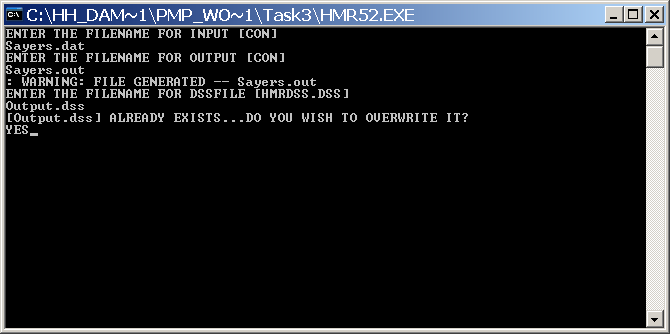 C:\HH_DAM~1\PMP_WO~1\Task3\HMR52.EXE
ENTER THE FILENAME FOR INPUT [CON]
Sayers.dat
ENTER THE FILENAME FOR OUTPUT [CON]
Sayers.out
: WARNING: FILE GENERATED -- Sayers.out
ENTER THE FILENAME FOR DSSFILE [HMRDSS.DSS]
Output.dss
[Output.dss] ALREADY EXISTS...DO YOU WISH TO OVERWRITE IT?
YES_